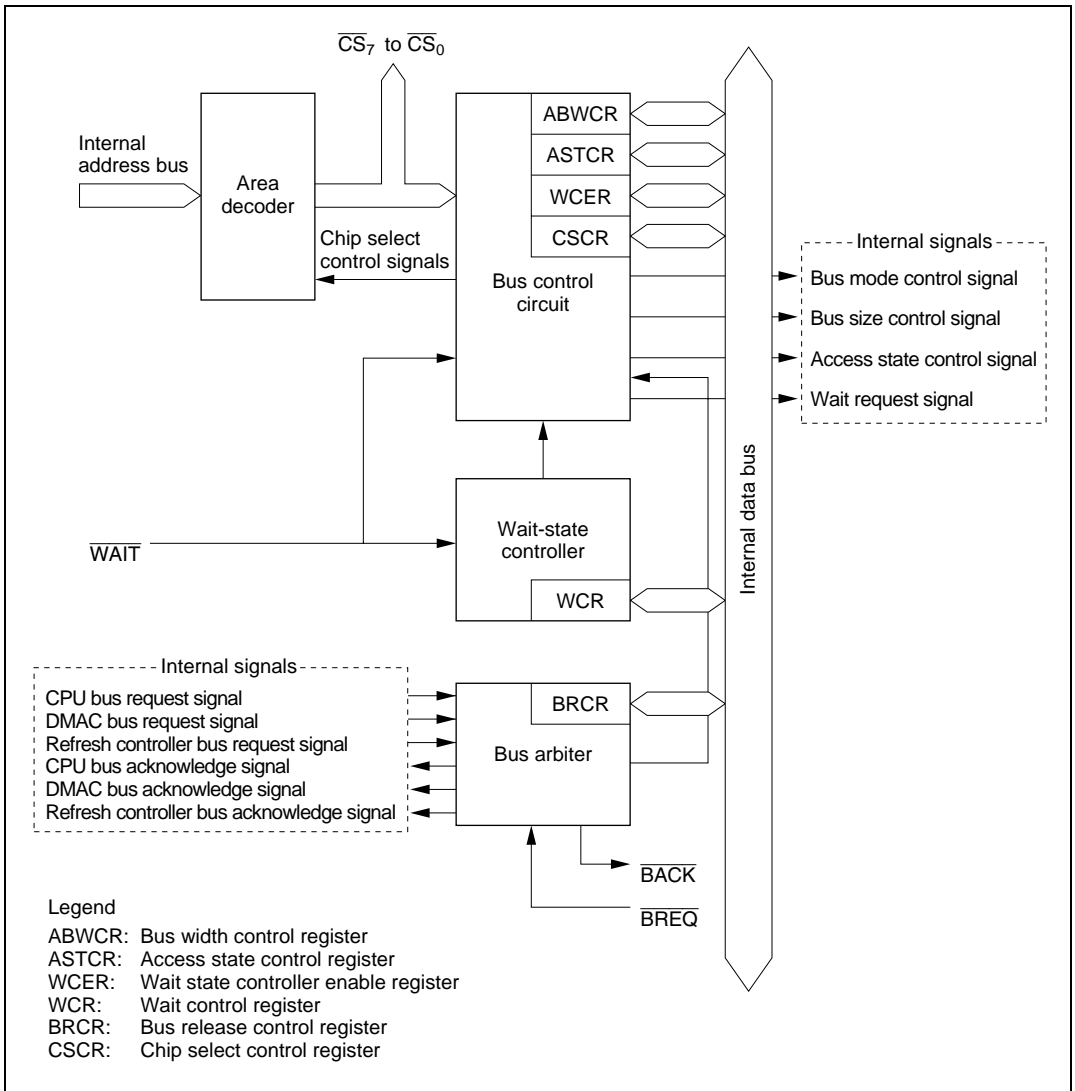 C̅S̅₇ to C̅S̅₀
Internal
address bus
Area
decoder
Chip select
control signals
ABWCR
ASTCR
WCER
CSCR
Bus control
circuit
Internal signals
Bus mode control signal
Bus size control signal
Access state control signal
Wait request signal
Internal data bus
W̅A̅I̅T̅
Wait-state
controller
WCR
Internal signals
CPU bus request signal
DMAC bus request signal
Refresh controller bus request signal
CPU bus acknowledge signal
DMAC bus acknowledge signal
Refresh controller bus acknowledge signal
BRCR
Bus arbiter
B̅A̅C̅K̅
B̅R̅E̅Q̅
Legend
ABWCR: Bus width control register
ASTCR: Access state control register
WCER: Wait state controller enable register
WCR: Wait control register
BRCR: Bus release control register
CSCR: Chip select control register